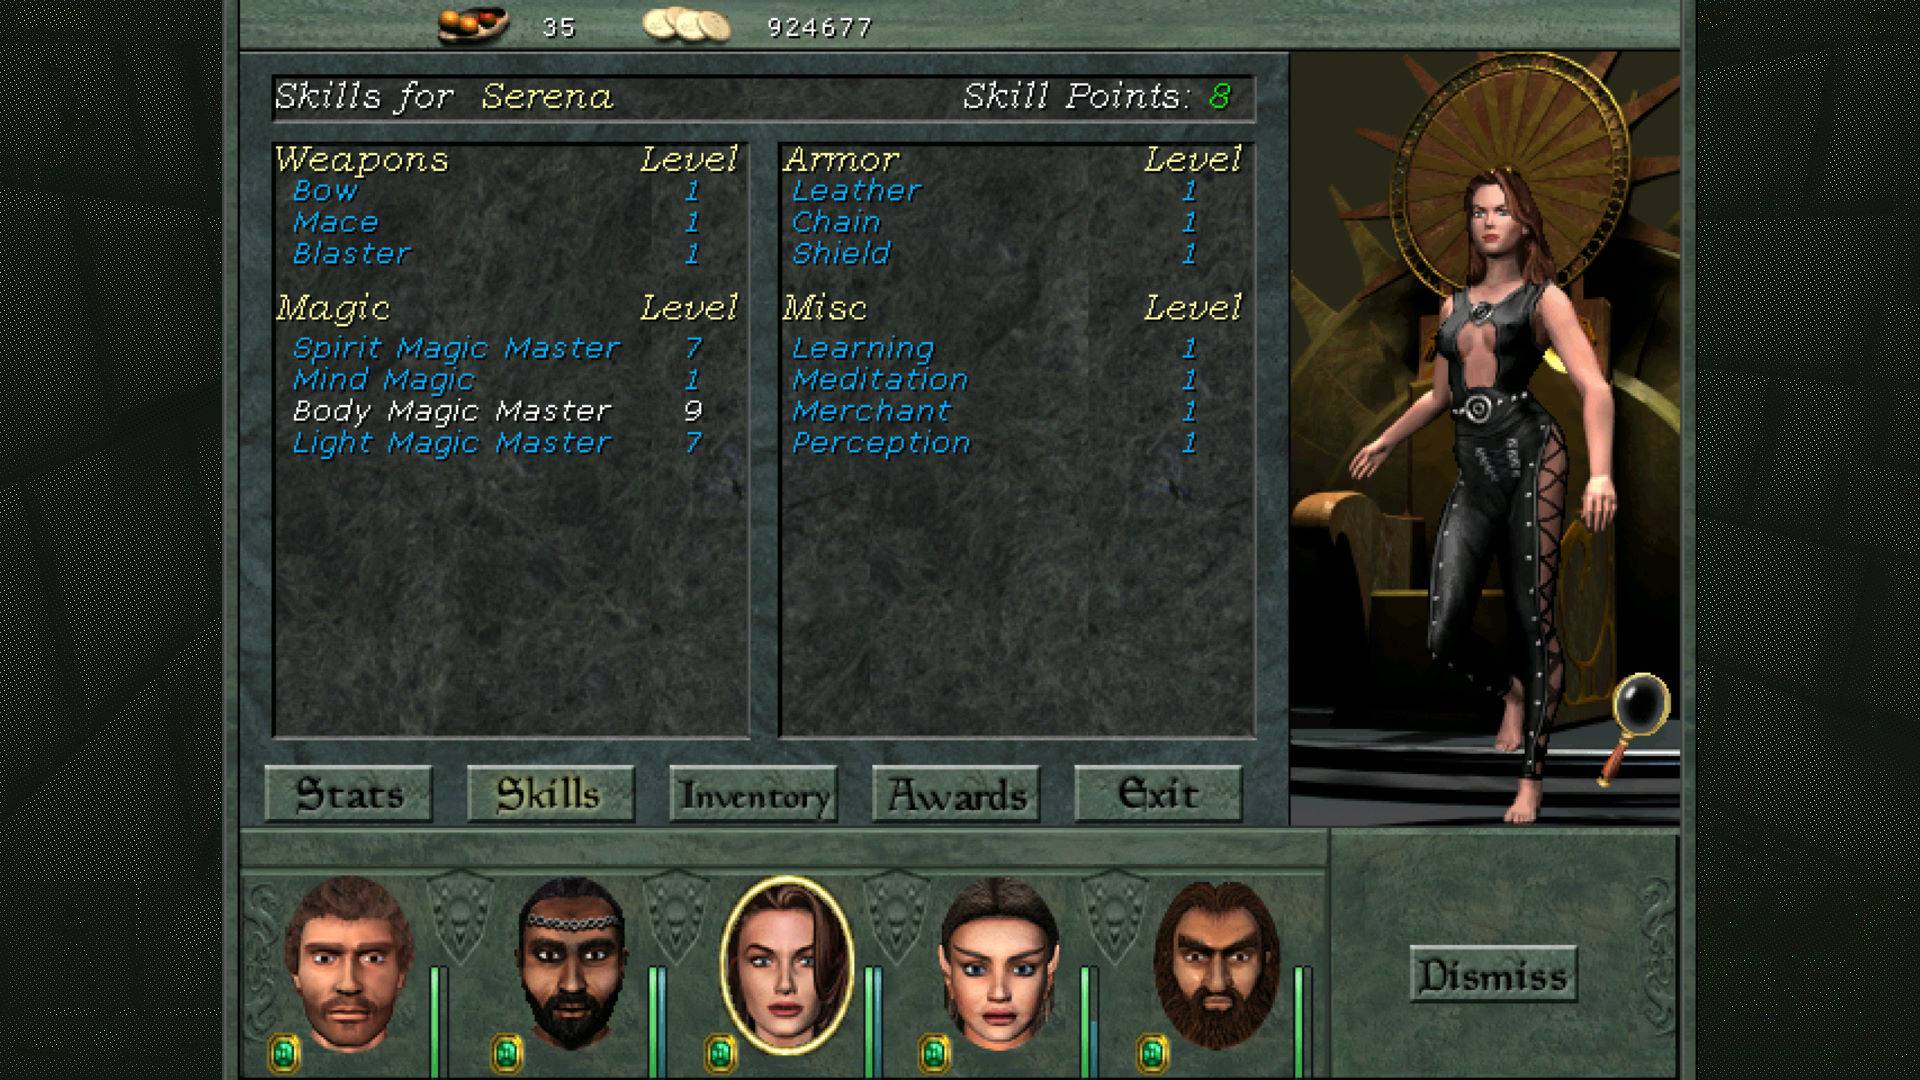 35 924677
Skills for Serena Skill Points: 8
Weapons Level
Bow 1
Mace 1
Blaster 1
Magic Level
Spirit Magic Master 7
Mind Magic 1
Body Magic Master 9
Light Magic Master 7
Armor Level
Leather 1
Chain 1
Shield 1
Misc Level
Learning 1
Meditation 1
Merchant 1
Perception 1
Stats Skills Inventory Awards Exit
Dismiss